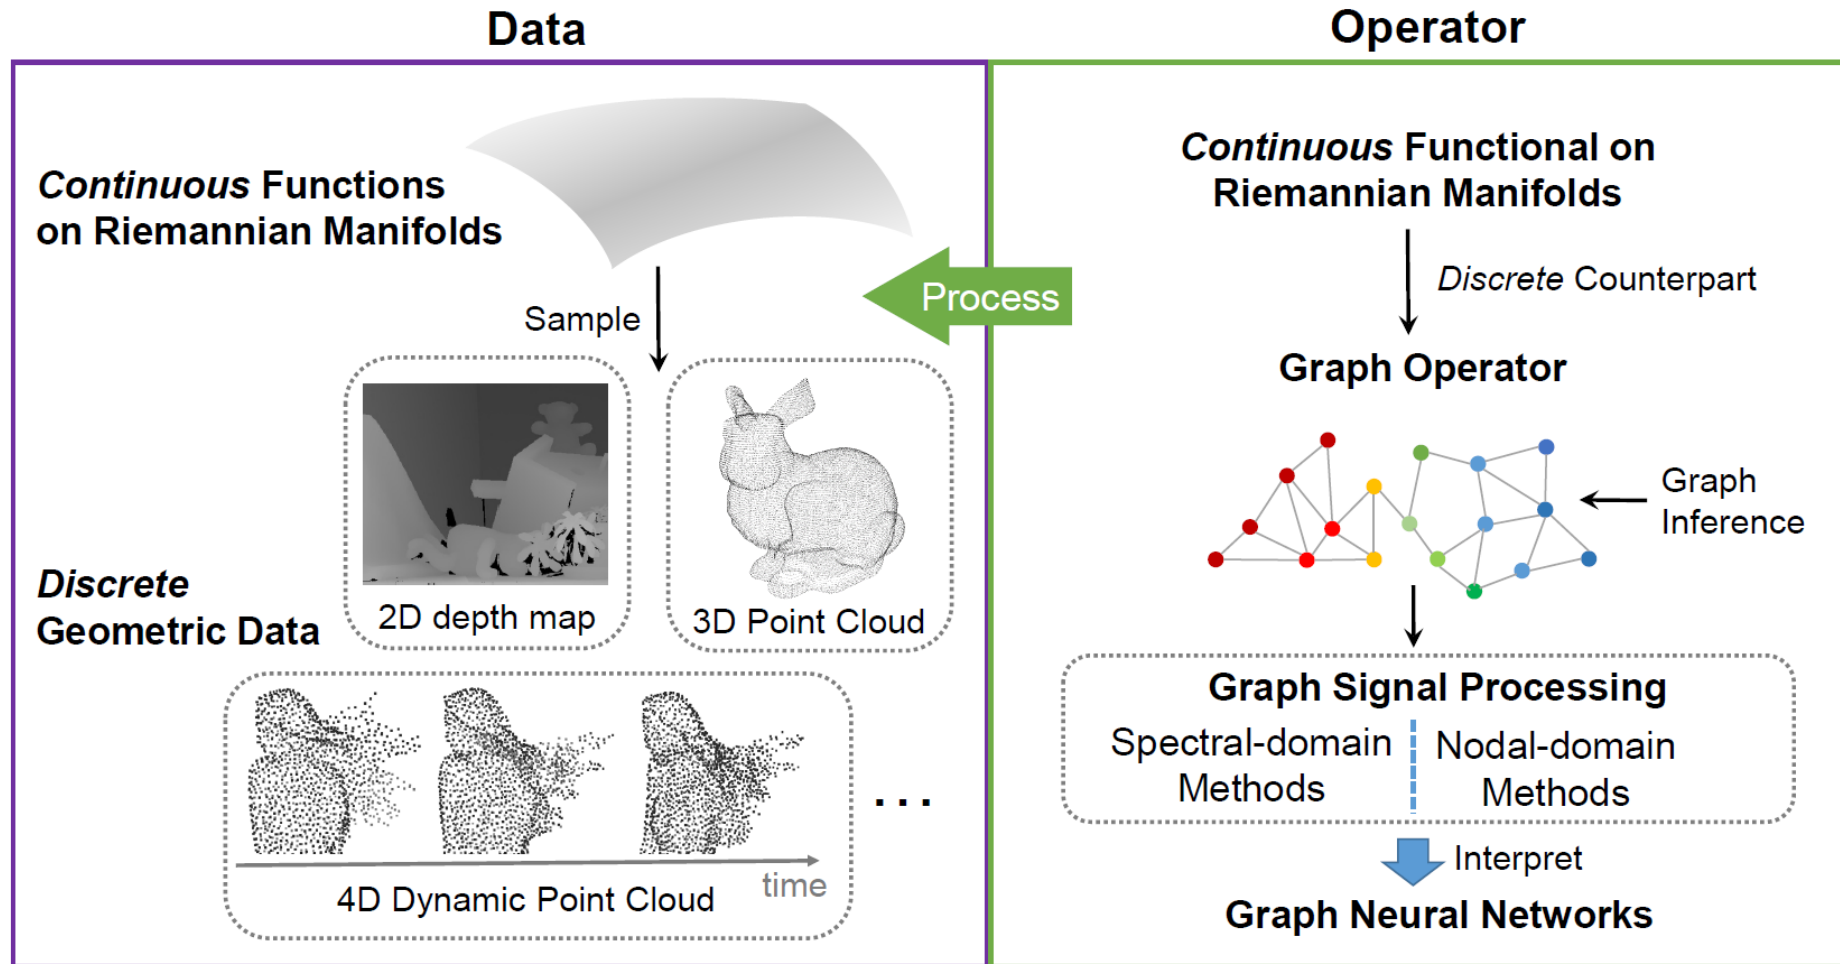 Data
Operator
Continuous Functions
on Riemannian Manifolds
Sample
Discrete
Geometric Data
2D depth map
3D Point Cloud
time
4D Dynamic Point Cloud
...
Process
Continuous Functional on
Riemannian Manifolds
Discrete Counterpart
Graph Operator
Graph
Inference
Graph Signal Processing
Spectral-domain
Methods
Nodal-domain
Methods
Interpret
Graph Neural Networks